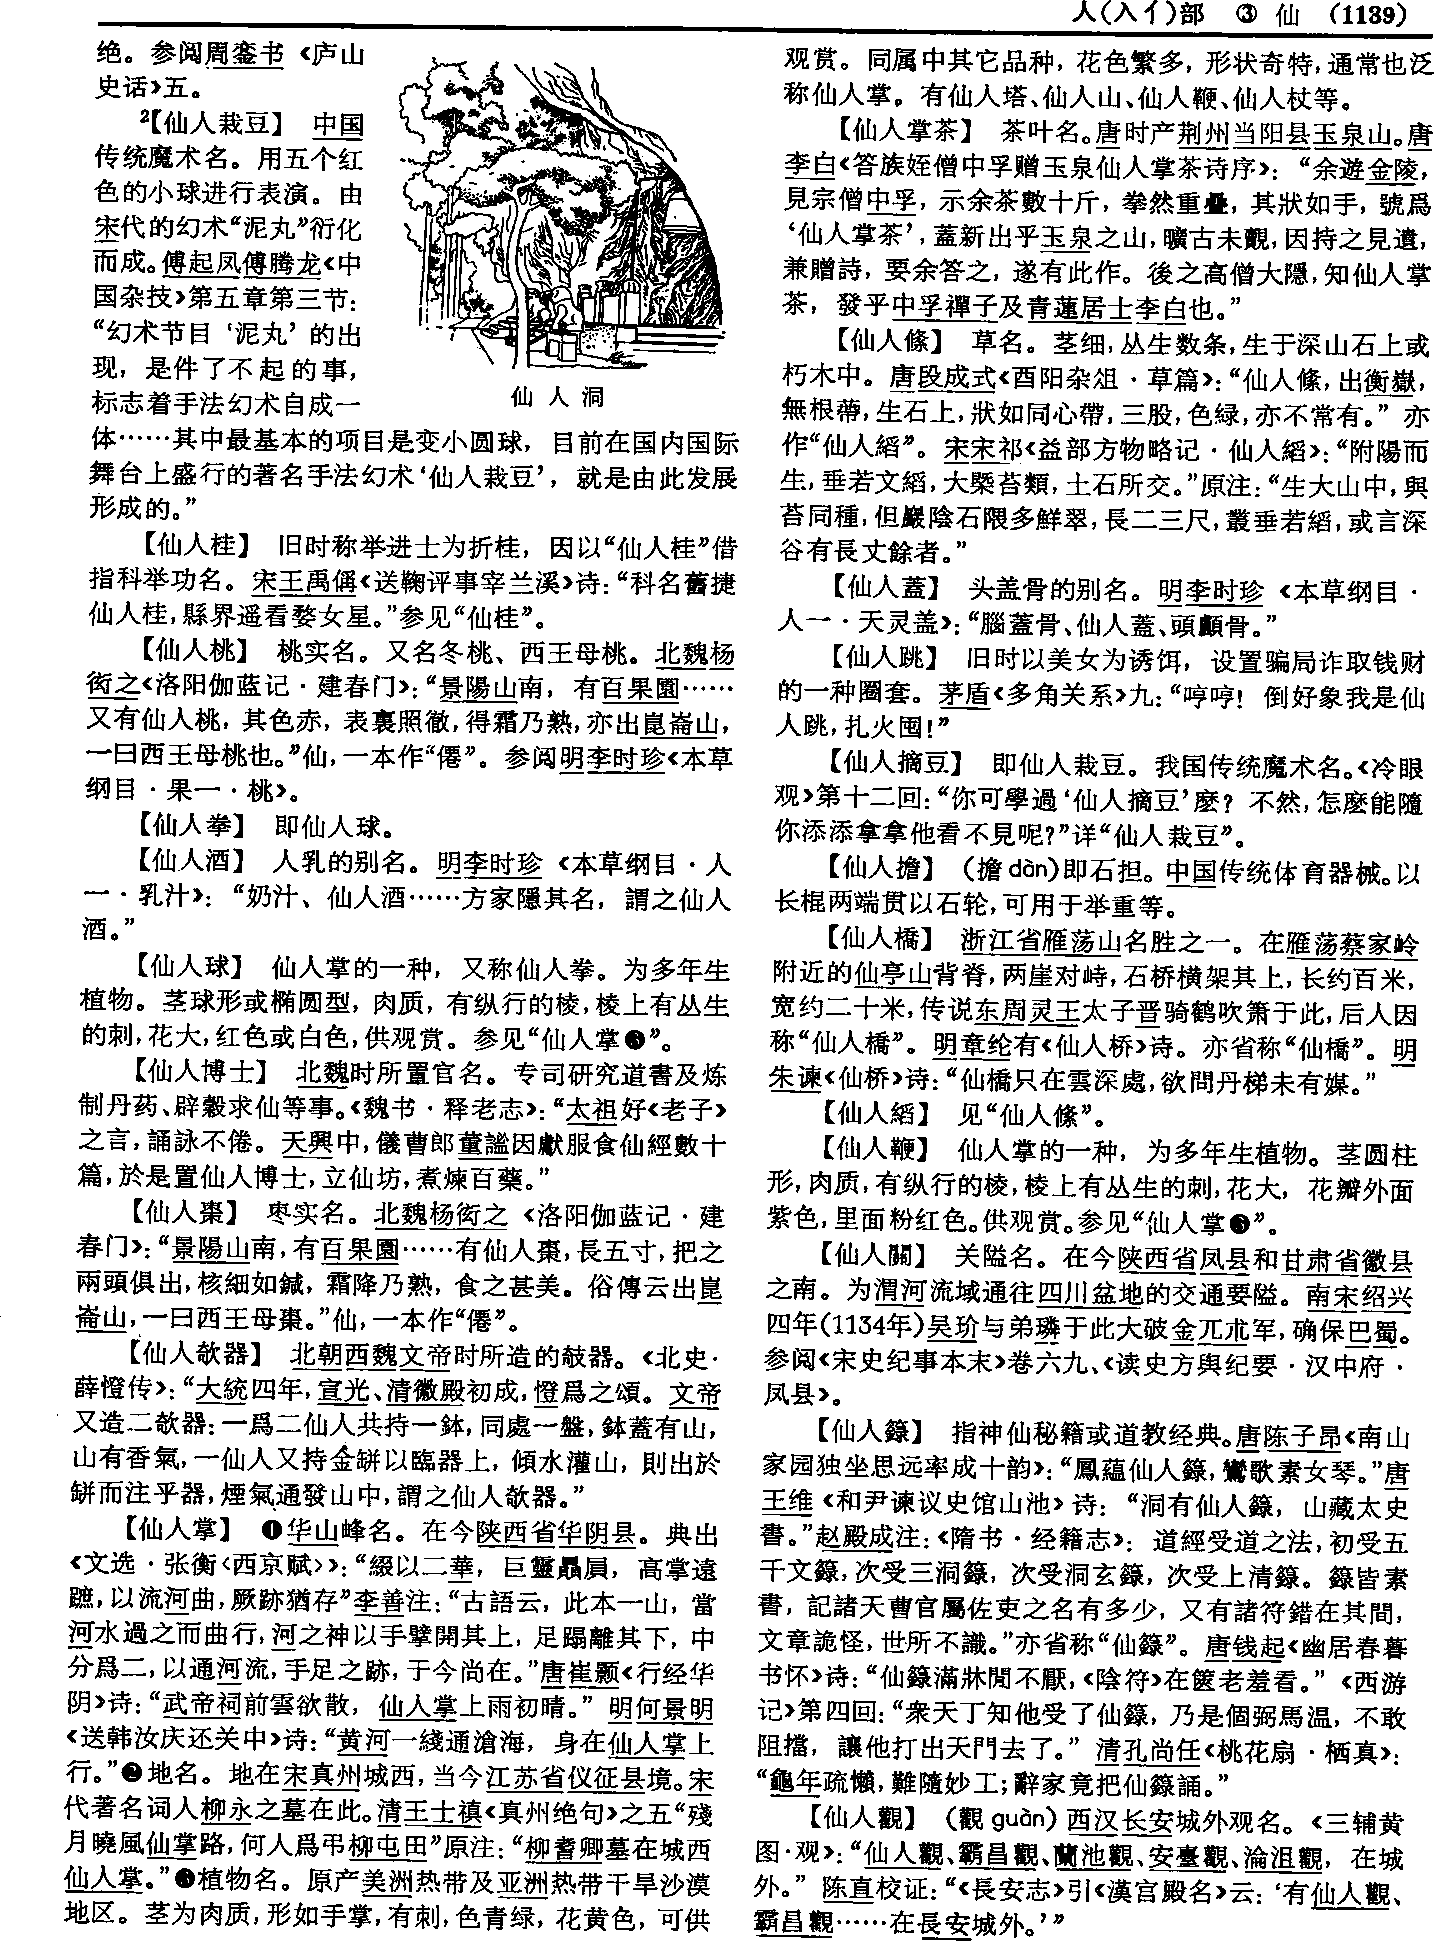 人(入亻)部 ③ 仙 (1139)
绝。参阅周銮书《庐山
史话》五。
²【仙人栽豆】 中国
传统魔术名。用五个红
色的小球进行表演。由
宋代的幻术“泥丸”衍化
而成。傅起凤傅腾龙《中
国杂技》第五章第三节：
“幻术节目‘泥丸’的出
现，是件了不起的事，
标志着手法幻术自成一
体……其中最基本的项目是变小圆球，目前在国内国际
舞台上盛行的著名手法幻术‘仙人栽豆’，就是由此发展
形成的。”
仙人洞
【仙人桂】 旧时称举进士为折桂，因以“仙人桂”借
指科举功名。宋王禹偁《送鞠评事宰兰溪》诗：“科名舊捷
仙人桂，縣界遥看婺女星。”参见“仙桂”。
【仙人桃】 桃实名。又名冬桃、西王母桃。北魏杨
衒之《洛阳伽蓝记·建春门》：“景陽山南，有百果園……
又有仙人桃，其色赤，表裏照徹，得霜乃熟，亦出崑崙山，
一曰西王母桃也。”仙，一本作“僊”。参阅明李时珍《本草
纲目·果一·桃》。
【仙人拳】 即仙人球。
【仙人酒】 人乳的别名。明李时珍《本草纲目·人
一·乳汁》：“奶汁、仙人酒……方家隱其名，謂之仙人
酒。”
【仙人球】 仙人掌的一种，又称仙人拳。为多年生
植物。茎球形或椭圆型，肉质，有纵行的棱，棱上有丛生
的刺，花大，红色或白色，供观赏。参见“仙人掌❸”。
【仙人博士】 北魏时所置官名。专司研究道書及炼
制丹药、辟穀求仙等事。《魏书·释老志》：“太祖好《老子》
之言，誦詠不倦。天興中，儀曹郎董謐因獻服食仙經數十
篇，於是置仙人博士，立仙坊，煮煉百藥。”
【仙人棗】 枣实名。北魏杨衒之《洛阳伽蓝记·建
春门》：“景陽山南，有百果園……有仙人棗，長五寸，把之
兩頭俱出，核細如鍼，霜降乃熟，食之甚美。俗傳云出崑
崙山，一曰西王母棗。”仙，一本作“僊”。
【仙人欹器】 北朝西魏文帝时所造的攲器。《北史·
薛憕传》：“大統四年，宣光、清徽殿初成，憕爲之頌。文帝
又造二欹器：一爲二仙人共持一鉢，同處一盤，鉢蓋有山，
山有香氣，一仙人又持金缾以臨器上，傾水灌山，則出於
缾而注乎器，煙氣通發山中，謂之仙人欹器。”
【仙人掌】 ❶华山峰名。在今陕西省华阴县。典出
《文选·张衡〈西京赋〉》：“綴以二華，巨靈贔屓，高掌遠
蹠，以流河曲，厥跡猶存”李善注：“古語云，此本一山，當
河水過之而曲行，河之神以手擘開其上，足蹋離其下，中
分爲二，以通河流，手足之跡，于今尚在。”唐崔颢《行经华
阴》诗：“武帝祠前雲欲散，仙人掌上雨初晴。”明何景明
《送韩汝庆还关中》诗：“黄河一綫通滄海，身在仙人掌上
行。”❷地名。地在宋真州城西，当今江苏省仪征县境。宋
代著名词人柳永之墓在此。清王士禛《真州绝句》之五“殘
月曉風仙掌路，何人爲弔柳屯田”原注：“柳耆卿墓在城西
仙人掌。”❸植物名。原产美洲热带及亚洲热带干旱沙漠
地区。茎为肉质，形如手掌，有刺，色青绿，花黄色，可供
观赏。同属中其它品种，花色繁多，形状奇特，通常也泛
称仙人掌。有仙人塔、仙人山、仙人鞭、仙人杖等。
【仙人掌茶】 茶叶名。唐时产荆州当阳县玉泉山。唐
李白《答族姪僧中孚赠玉泉仙人掌茶诗序》：“余遊金陵，
見宗僧中孚，示余茶數十斤，拳然重疊，其狀如手，號爲
‘仙人掌茶’，蓋新出乎玉泉之山，曠古未覿，因持之見遺，
兼贈詩，要余答之，遂有此作。後之高僧大隱，知仙人掌
茶，發乎中孚禪子及青蓮居士李白也。”
【仙人絛】 草名。茎细，丛生数条，生于深山石上或
朽木中。唐段成式《酉阳杂俎·草篇》：“仙人絛，出衡嶽，
無根蔕，生石上，狀如同心帶，三股，色绿，亦不常有。”亦
作“仙人縚”。宋宋祁《益部方物略记·仙人縚》：“附陽而
生，垂若文縚，大槩苔類，土石所交。”原注：“生大山中，與
苔同種，但巖陰石隈多鮮翠，長二三尺，叢垂若縚，或言深
谷有長丈餘者。”
【仙人蓋】 头盖骨的别名。明李时珍《本草纲目·
人一·天灵盖》：“腦蓋骨、仙人蓋、頭顱骨。”
【仙人跳】 旧时以美女为诱饵，设置骗局诈取钱财
的一种圈套。茅盾《多角关系》九：“哼哼！倒好象我是仙
人跳，扎火囤！”
【仙人摘豆】 即仙人栽豆。我国传统魔术名。《冷眼
观》第十二回：“你可學過‘仙人摘豆’麽？不然，怎麽能隨
你添添拿拿他看不見呢？”详“仙人栽豆”。
【仙人擔】 （擔dàn）即石担。中国传统体育器械。以
长棍两端贯以石轮，可用于举重等。
【仙人橋】 浙江省雁荡山名胜之一。在雁荡蔡家岭
附近的仙亭山背脊，两崖对峙，石桥横架其上，长约百米，
宽约二十米，传说东周灵王太子晋骑鹤吹箫于此，后人因
称“仙人橋”。明章纶有《仙人桥》诗。亦省称“仙橋”。明
朱谏《仙桥》诗：“仙橋只在雲深處，欲問丹梯未有媒。”
【仙人縚】 见“仙人絛”。
【仙人鞭】 仙人掌的一种，为多年生植物。茎圆柱
形，肉质，有纵行的棱，棱上有丛生的刺，花大，花瓣外面
紫色，里面粉红色。供观赏。参见“仙人掌❸”。
【仙人關】 关隘名。在今陕西省凤县和甘肃省徽县
之南。为渭河流域通往四川盆地的交通要隘。南宋绍兴
四年（1134年）吴玠与弟璘于此大破金兀朮军，确保巴蜀。
参阅《宋史纪事本末》卷六九、《读史方舆纪要·汉中府·
凤县》。
【仙人籙】 指神仙秘籍或道教经典。唐陈子昂《南山
家园独坐思远率成十韵》：“鳳蘊仙人籙，鸞歌素女琴。”唐
王维《和尹谏议史馆山池》诗：“洞有仙人籙，山藏太史
書。”赵殿成注：《隋书·经籍志》：道經受道之法，初受五
千文籙，次受三洞籙，次受洞玄籙，次受上清籙。籙皆素
書，記諸天曹官屬佐吏之名有多少，又有諸符錯在其間，
文章詭怪，世所不識。”亦省称“仙籙”。唐钱起《幽居春暮
书怀》诗：“仙籙滿牀閒不厭，《陰符》在篋老羞看。”《西游
记》第四回：“衆天丁知他受了仙籙，乃是個弼馬温，不敢
阻擋，讓他打出天門去了。”清孔尚任《桃花扇·栖真》：
“龜年疏懶，難隨妙工；辭家竟把仙籙誦。”
【仙人觀】 （觀guàn）西汉长安城外观名。《三辅黄
图·观》：“仙人觀、霸昌觀、蘭池觀、安臺觀、淪沮觀，在城
外。”陈直校证：“《長安志》引《漢宫殿名》云：‘有仙人觀、
霸昌觀……在長安城外。’”